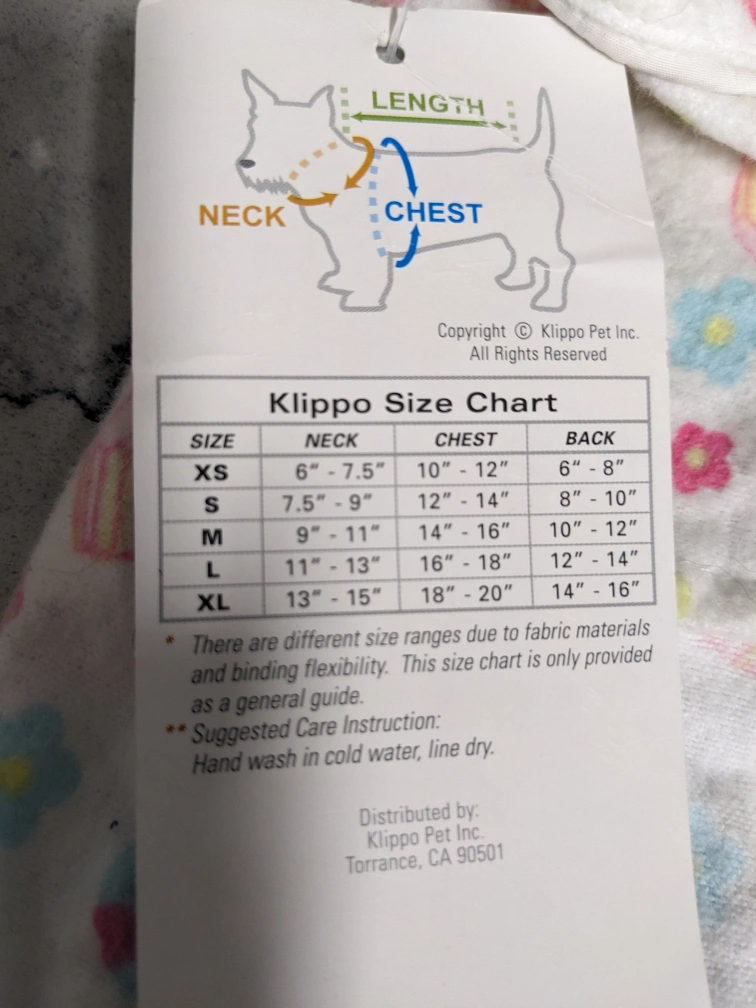 LENGTH
NECK
CHEST
Copyright © Klippo Pet Inc.
All Rights Reserved
Klippo Size Chart
SIZE NECK CHEST BACK
XS 6" - 7.5" 10" - 12" 6" - 8"
S 7.5" - 9" 12" - 14" 8" - 10"
M 9" - 11" 14" - 16" 10" - 12"
L 11" - 13" 16" - 18" 12" - 14"
XL 13" - 15" 18" - 20" 14" - 16"
* There are different size ranges due to fabric materials
and binding flexibility. This size chart is only provided
as a general guide.
** Suggested Care Instruction:
Hand wash in cold water, line dry.
Distributed by:
Klippo Pet Inc.
Torrance, CA 90501